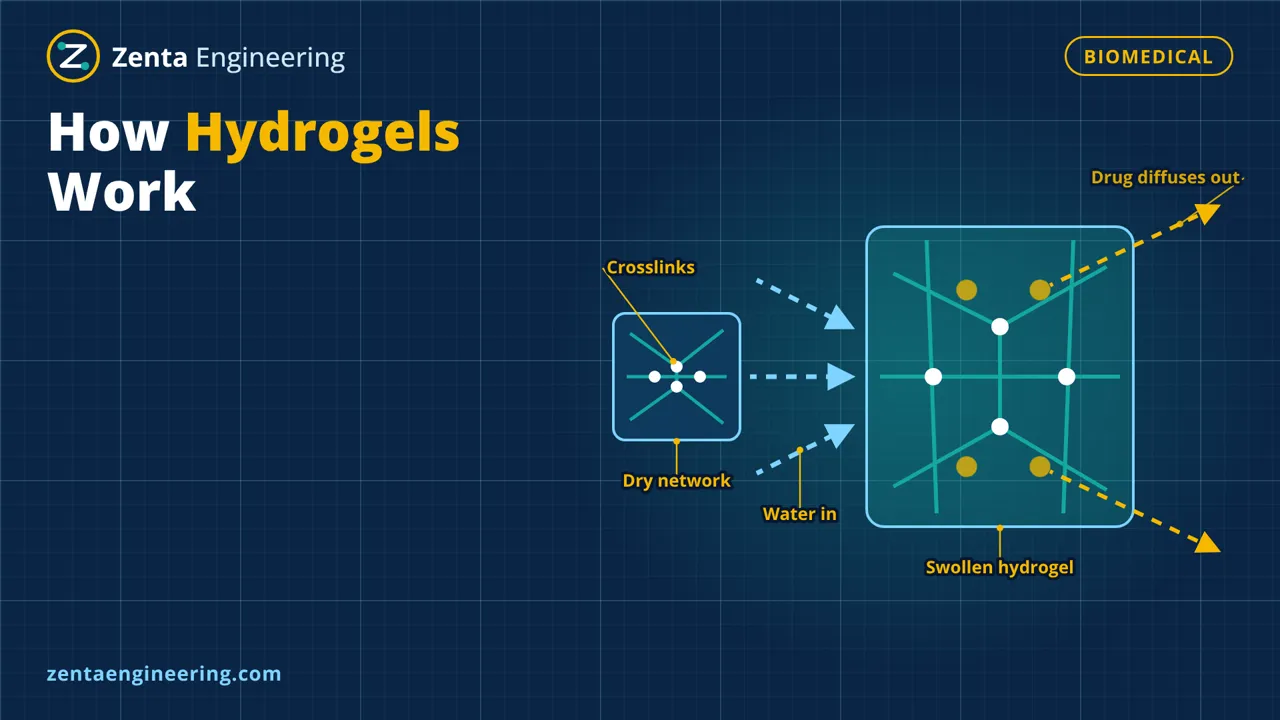 Zenta Engineering
BIOMEDICAL
How Hydrogels
Work
Drug diffuses out
Crosslinks
Dry network
Water in
Swollen hydrogel
zentaengineering.com